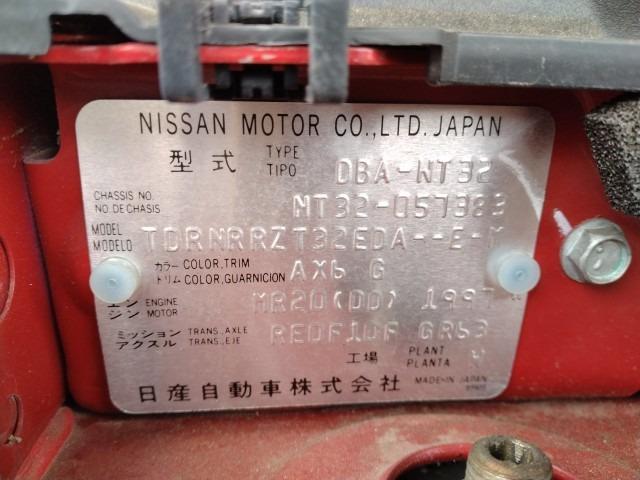 NISSAN MOTOR CO.,LTD. JAPAN
型式 TYPE TIPO DBA-NT32
CHASSIS NO. NO. DE CHASIS NT32-057383
MODEL MODELO TDRNRRZT32EDA--E-
カラー トリム COLOR,TRIM COLOR,GUARNICION AX6 G
エンジン ENGINE MOTOR MR20(DD) 1997 cc
ミッション アクスル TRANS.,AXLE TRANS.,EJE RE0F10F GR63
工場 PLANT PLANTA
日産自動車株式会社 MADE IN JAPAN